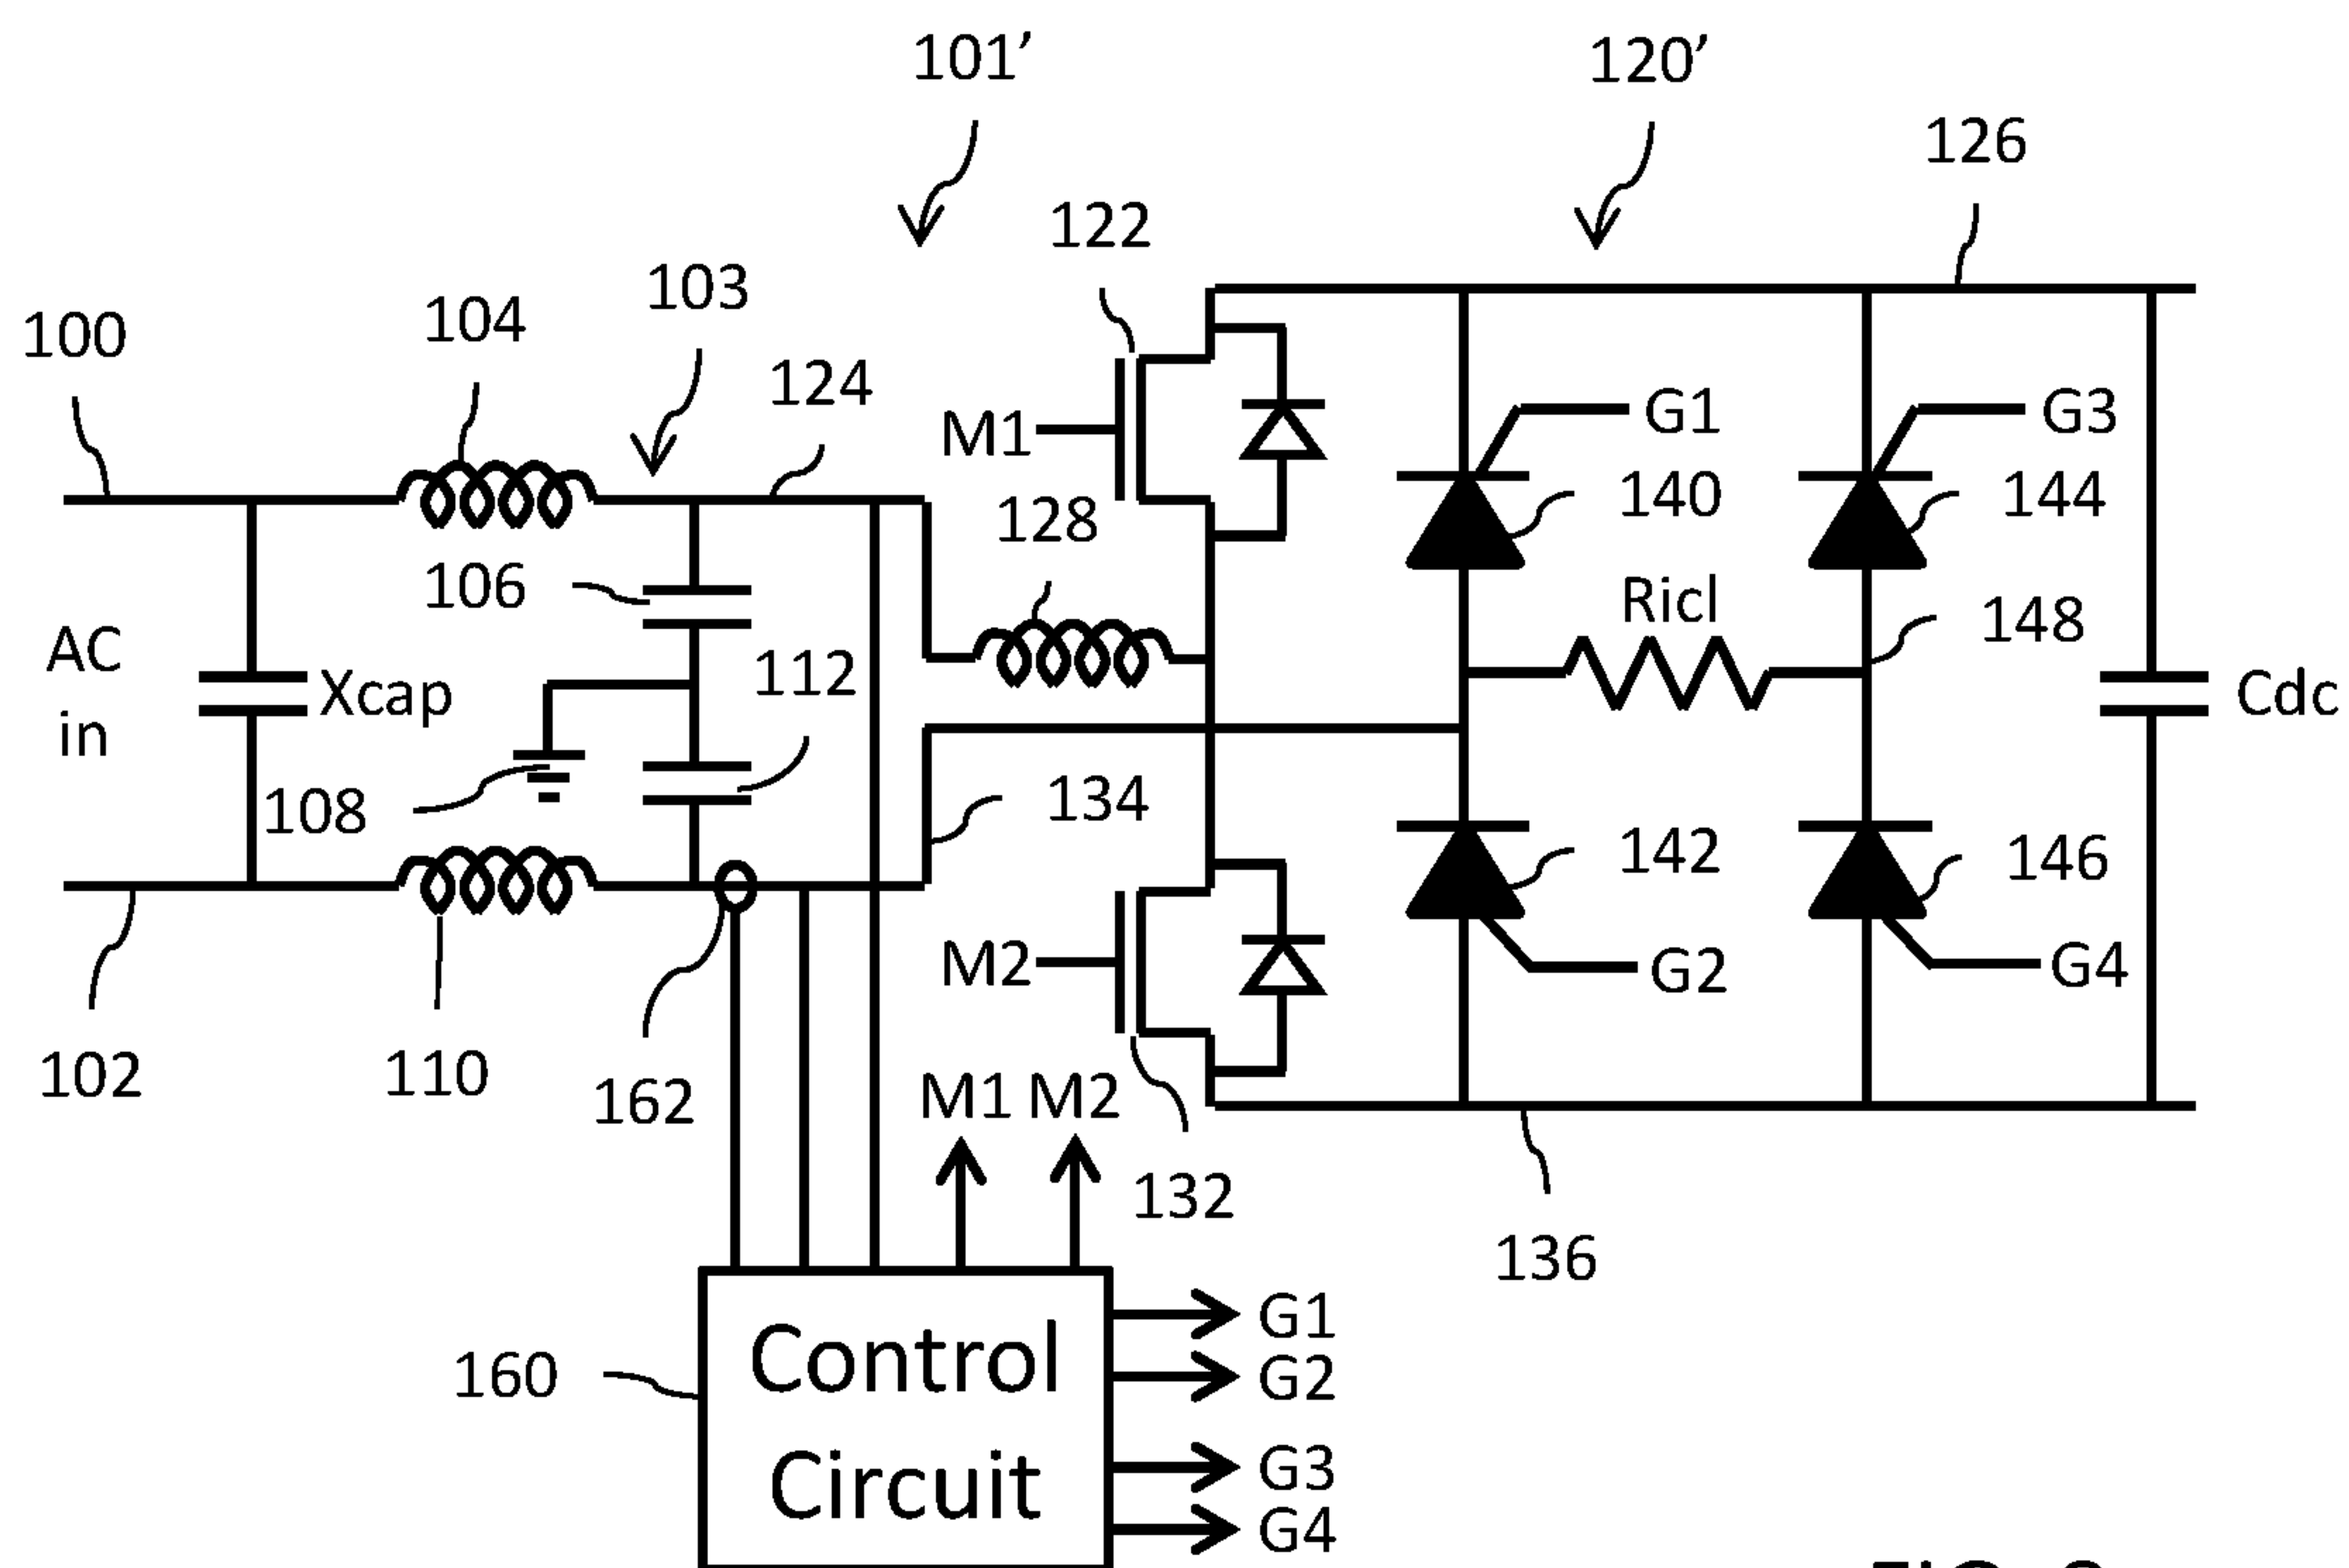 101’
120’
126
122
103
104
100
124
M1
G1
G3
128
140
144
106
Ricl
148
AC
in
Xcap
112
Cdc
108
134
142
146
M2
G2
G4
102
110
162
M1 M2
132
136
Control
Circuit
160
G1
G2
G3
G4